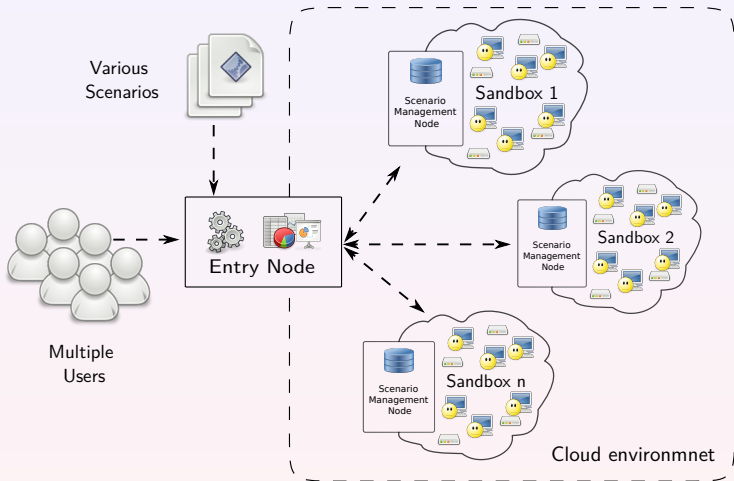 Various
Scenarios
Scenario
Management
Node
Sandbox 1
Entry Node
Scenario
Management
Node
Sandbox 2
Multiple
Users
Scenario
Management
Node
Sandbox n
Cloud environmnet